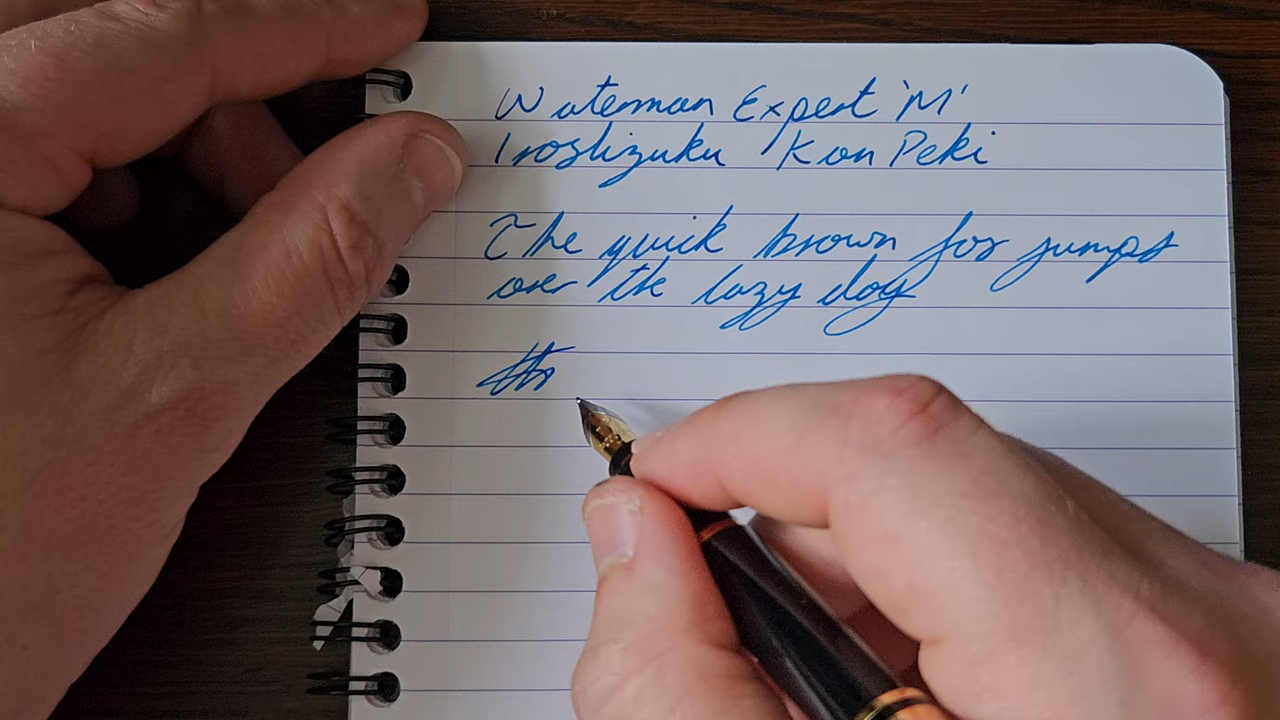 Waterman Expert 'M'
Iroshizuku Kon Peki
The quick brown fox jumps
over the lazy dog